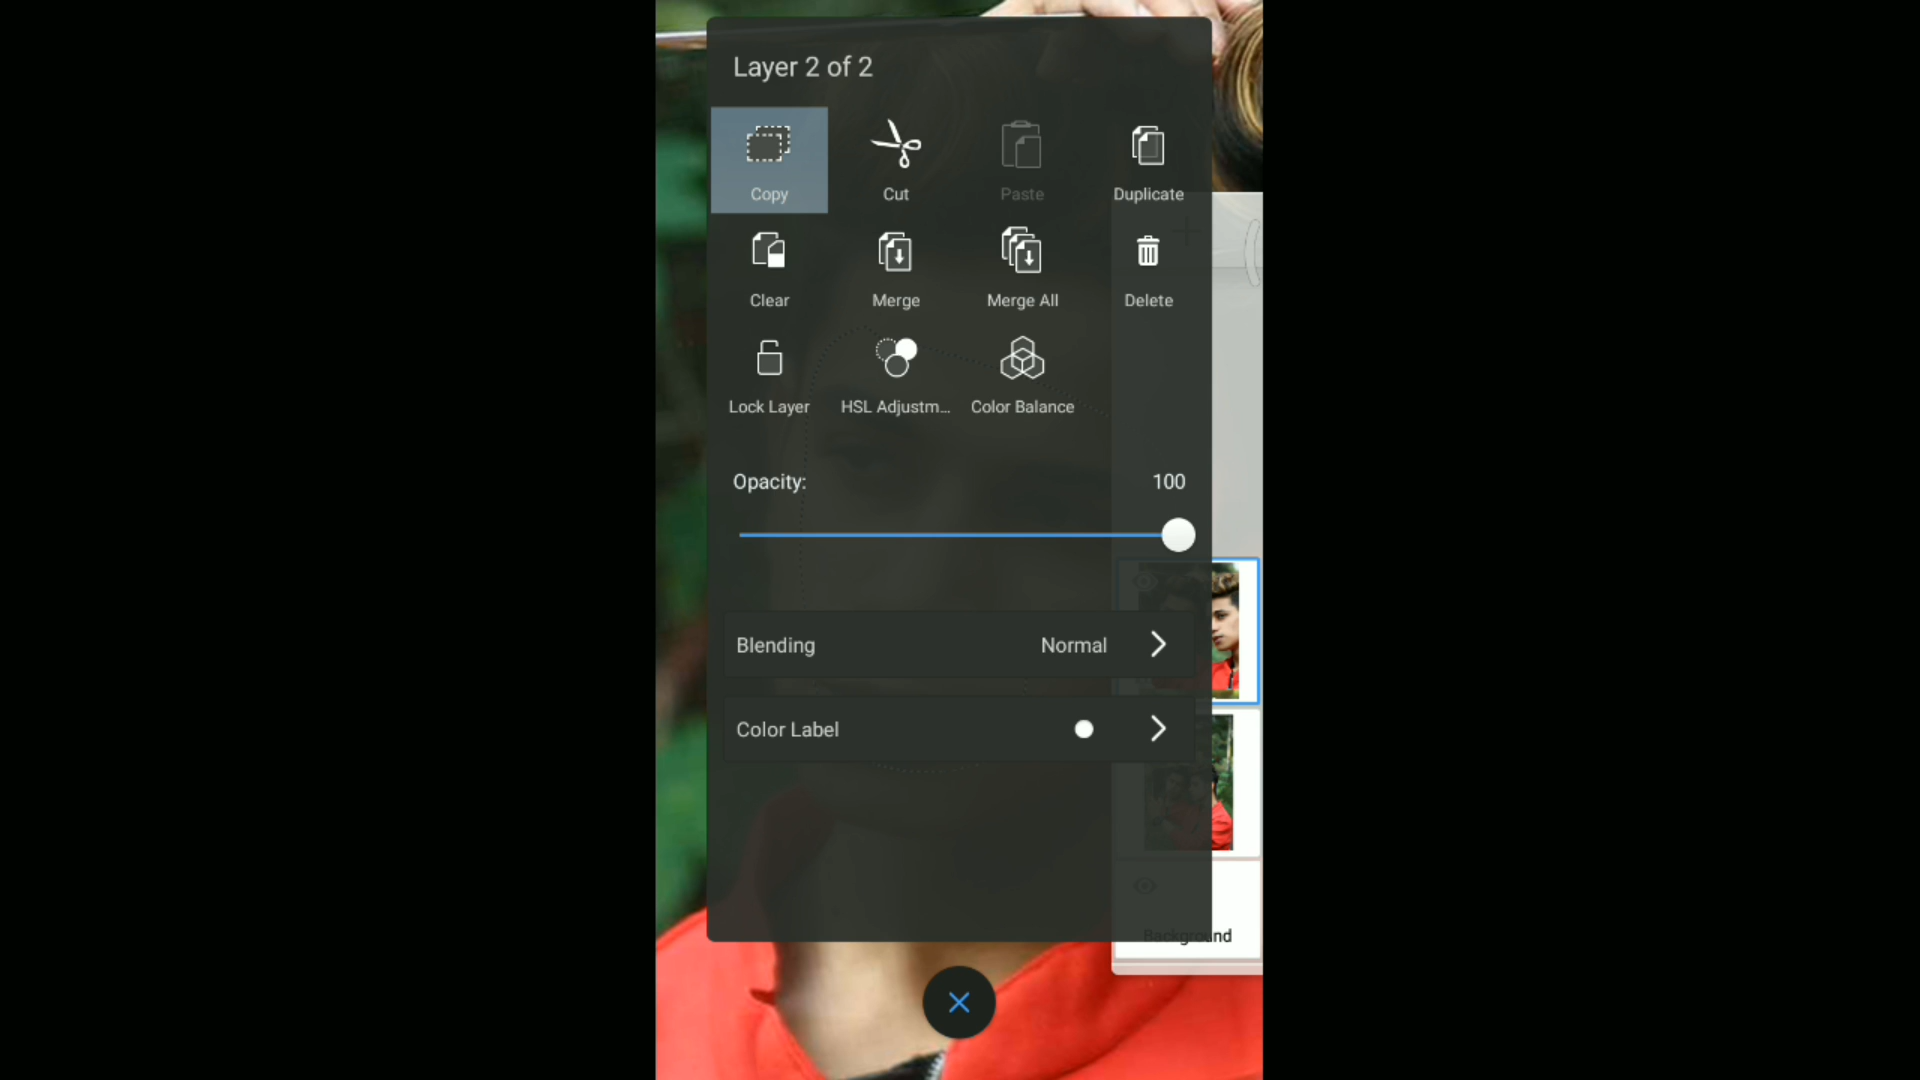 Layer 2 of 2
Copy
Cut
Paste
Duplicate
Clear
Merge
Merge All
Delete
Lock Layer
HSL Adjustm...
Color Balance
Opacity:
100
Blending
Normal
Color Label
Background